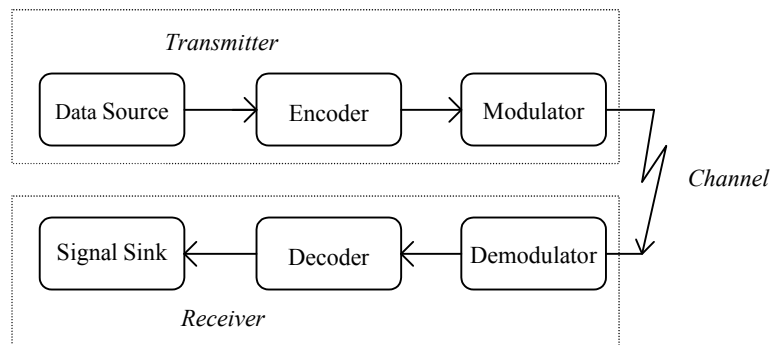 Transmitter
Data Source
Encoder
Modulator
Channel
Signal Sink
Decoder
Demodulator
Receiver